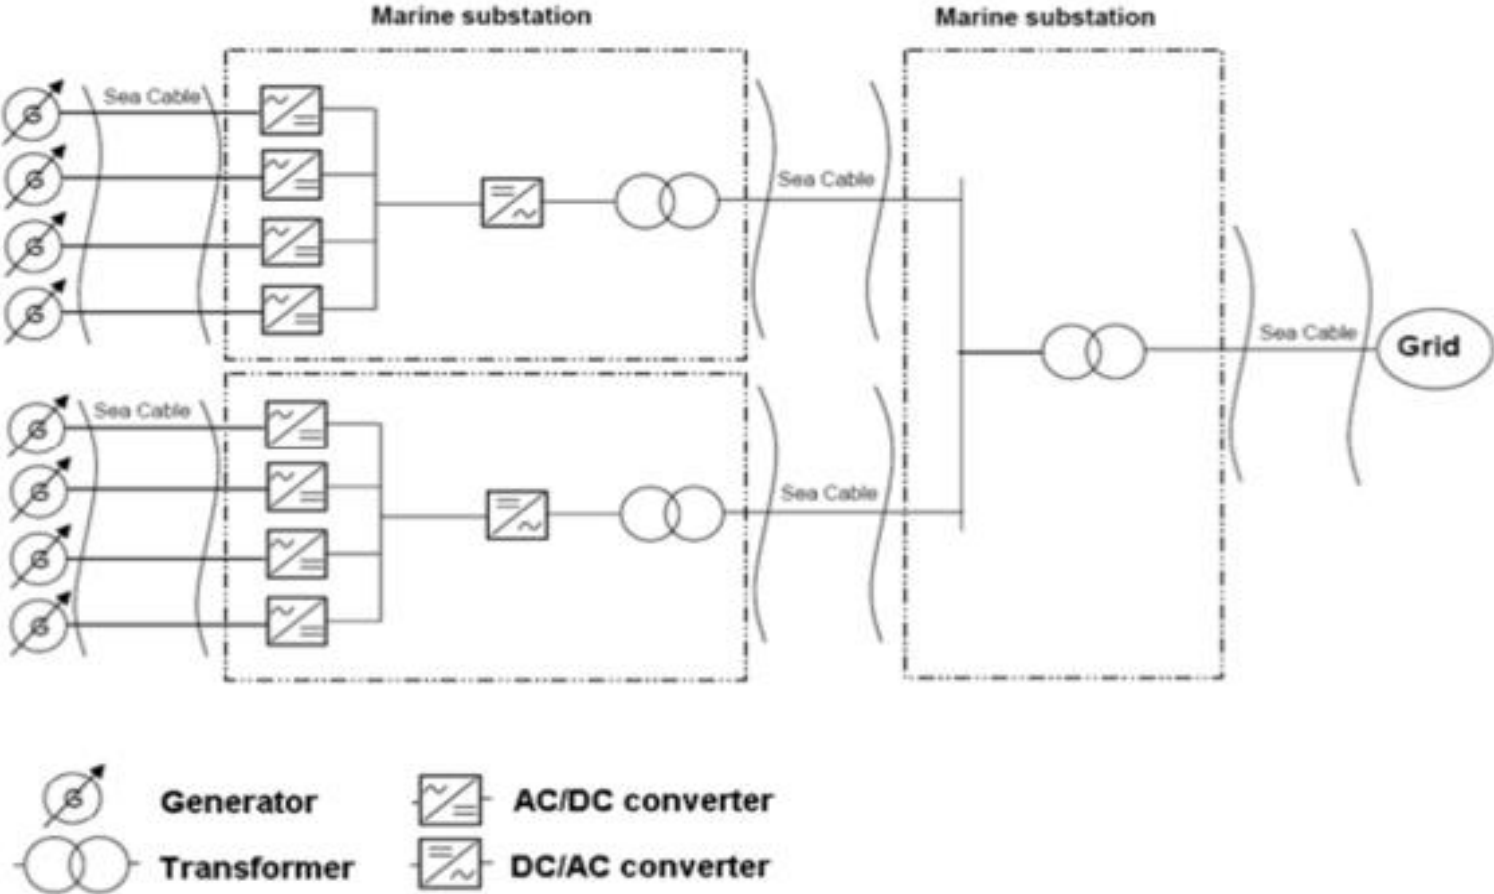 Marine substation
Marine substation
Sea Cable
G
G
G
G
Sea Cable
Sea Cable
Grid
Sea Cable
G
G
G
G
Sea Cable
G
Generator
AC/DC converter
Transformer
DC/AC converter